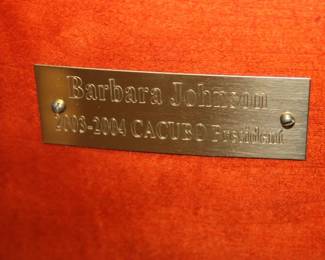 Barbara Johnson
2003-2004 CACUBO President